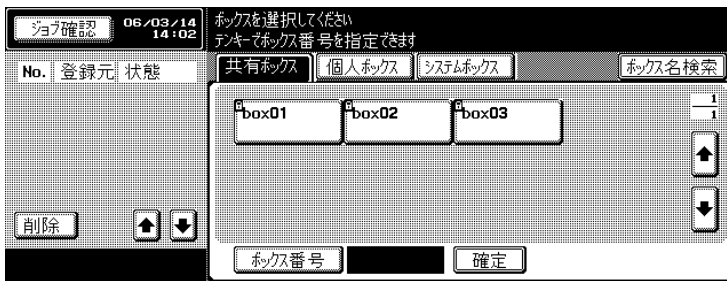 ジョブ確認
06/03/14
14:02
ボックスを選択してください
テンキーでボックス番号を指定できます
No. 登録元 状態
共有ボックス 個人ボックス システムボックス ボックス名検索
box01 box02 box03
1
1
削除
ボックス番号 確定